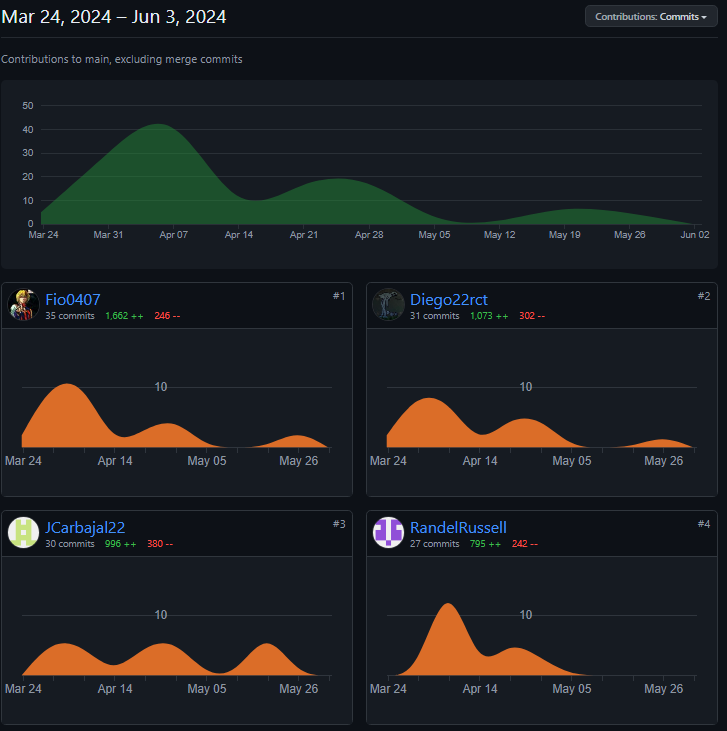 Mar 24, 2024 – Jun 3, 2024
Contributions: Commits
Contributions to main, excluding merge commits
50
40
30
20
10
0
Mar 24 Mar 31 Apr 07 Apr 14 Apr 21 Apr 28 May 05 May 12 May 19 May 26 Jun 02
Fio0407 #1
35 commits 1,662 ++ 246 --
10
Mar 24 Apr 14 May 05 May 26
Diego22rct #2
31 commits 1,073 ++ 302 --
10
Mar 24 Apr 14 May 05 May 26
JCarbajal22 #3
30 commits 996 ++ 380 --
10
Mar 24 Apr 14 May 05 May 26
RandelRussell #4
27 commits 795 ++ 242 --
10
Mar 24 Apr 14 May 05 May 26